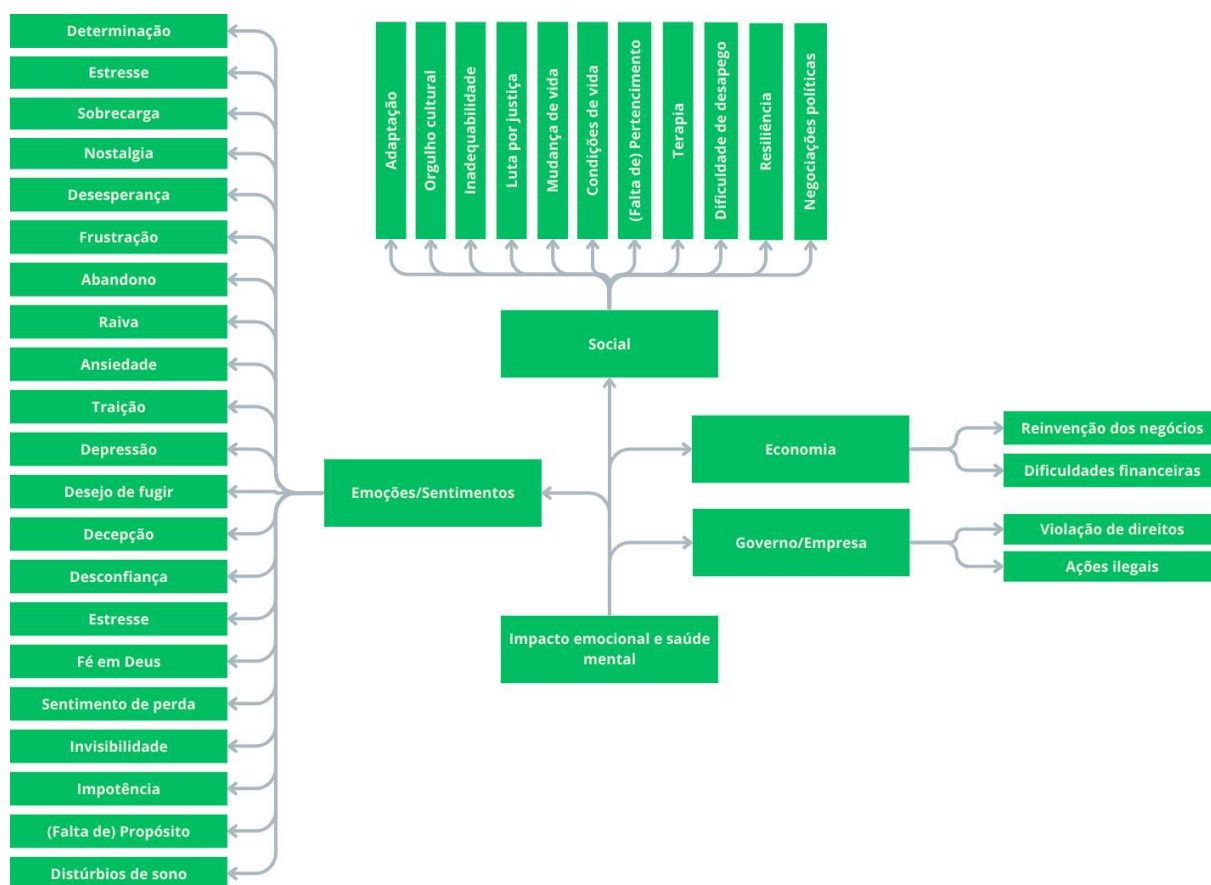 Determinação
Estresse
Sobrecarga
Nostalgia
Desesperança
Frustração
Abandono
Raiva
Ansiedade
Traição
Depressão
Desejo de fugir
Decepção
Desconfiança
Estresse
Fé em Deus
Sentimento de perda
Invisibilidade
Impotência
(Falta de) Propósito
Distúrbios de sono
Adaptação
Orgulho cultural
Inadequabilidade
Luta por justiça
Mudança de vida
Condições de vida
(Falta de) Pertencimento
Terapia
Dificuldade de desapego
Resiliência
Negociações políticas
Social
Emoções/Sentimentos
Economia
Reinvenção dos negócios
Dificuldades financeiras
Governo/Empresa
Violação de direitos
Ações ilegais
Impacto emocional e saúde
mental